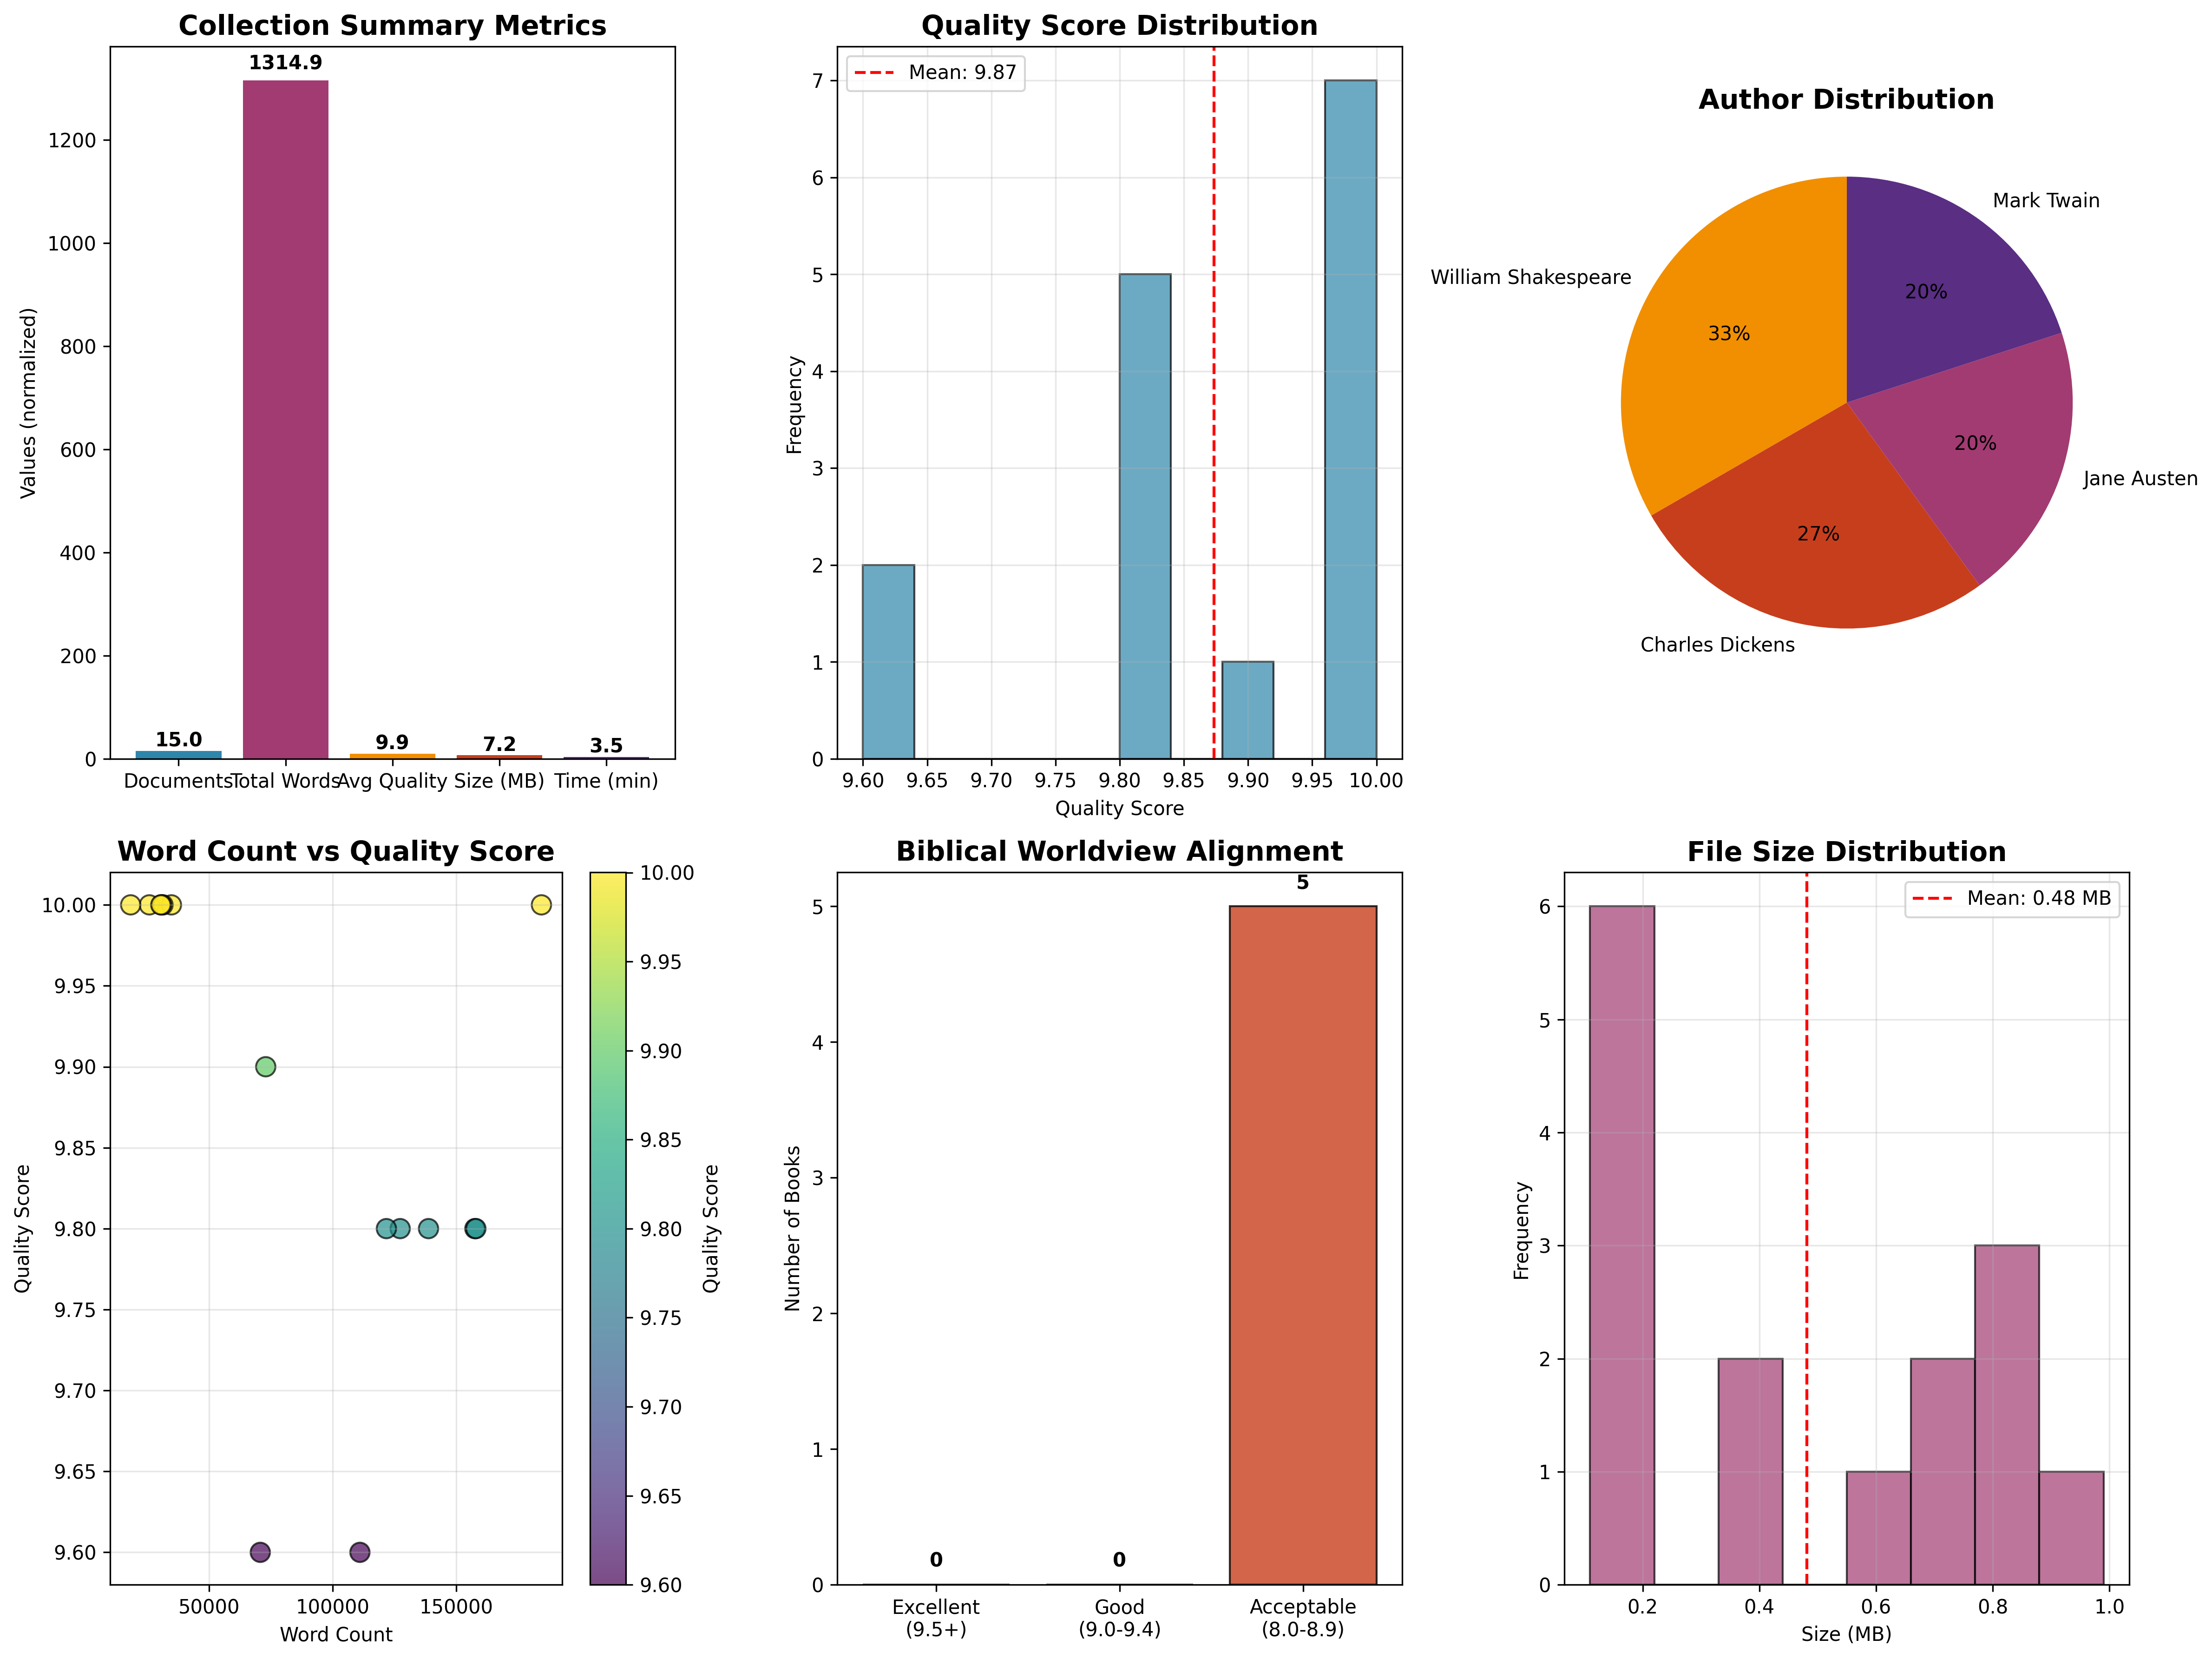 Collection Summary Metrics
1314.9
1200
1000
800
600
400
200
0
Values (normalized)
15.0
9.9
7.2
3.5
Documents
Total Words
Avg Quality
Size (MB)
Time (min)
Quality Score Distribution
Mean: 9.87
7
6
5
4
3
2
1
0
Frequency
9.60 9.65 9.70 9.75 9.80 9.85 9.90 9.95 10.00
Quality Score
Author Distribution
Mark Twain
William Shakespeare
20%
33%
20%
Jane Austen
27%
Charles Dickens
Word Count vs Quality Score
10.00
9.95
9.90
9.85
9.80
9.75
9.70
9.65
9.60
Quality Score
50000 100000 150000
Word Count
10.00
9.95
9.90
9.85
9.80
9.75
9.70
9.65
9.60
Quality Score
Biblical Worldview Alignment
5
5
4
3
2
1
0
Number of Books
0
0
Excellent
(9.5+)
Good
(9.0-9.4)
Acceptable
(8.0-8.9)
File Size Distribution
Mean: 0.48 MB
6
5
4
3
2
1
0
Frequency
0.2 0.4 0.6 0.8 1.0
Size (MB)